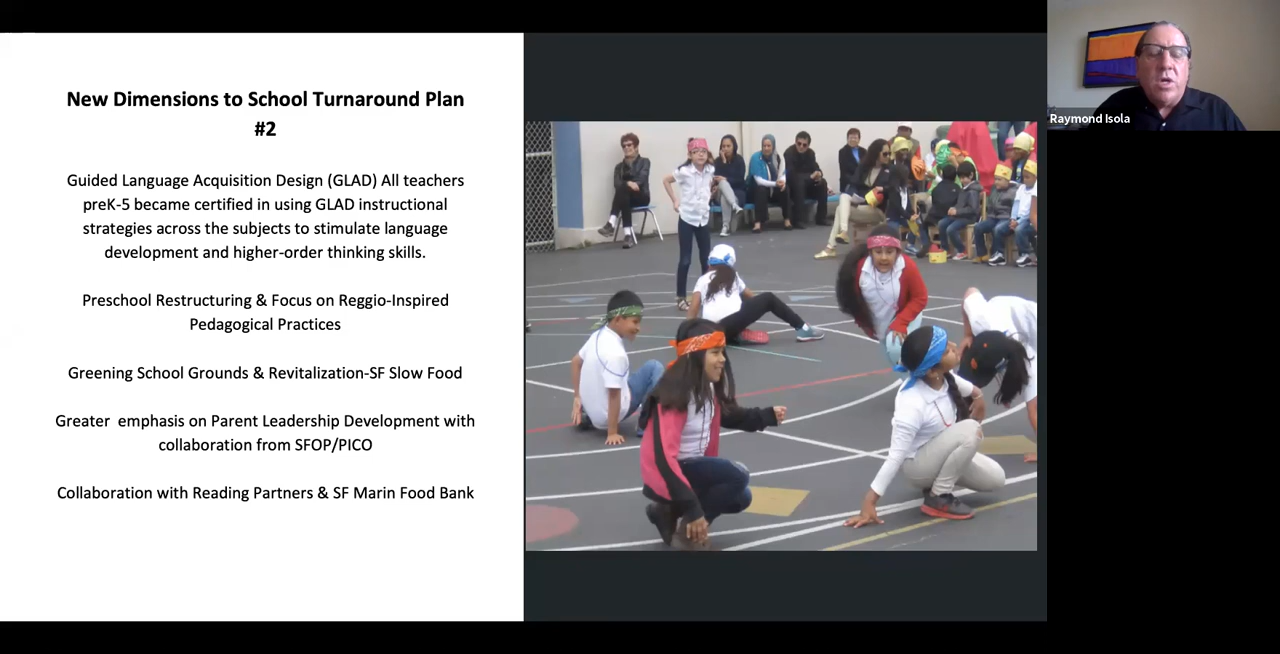 New Dimensions to School Turnaround Plan
#2
Guided Language Acquisition Design (GLAD) All teachers
preK-5 became certified in using GLAD instructional
strategies across the subjects to stimulate language
development and higher-order thinking skills.
Preschool Restructuring & Focus on Reggio-Inspired
Pedagogical Practices
Greening School Grounds & Revitalization-SF Slow Food
Greater  emphasis on Parent Leadership Development with
collaboration from SFOP/PICO
Collaboration with Reading Partners & SF Marin Food Bank
Raymond Isola